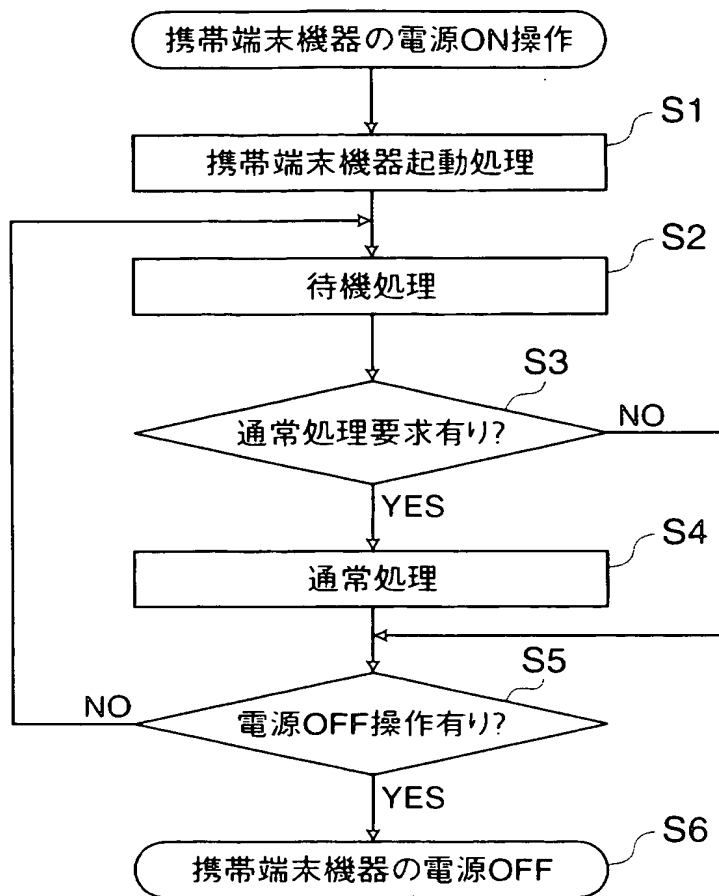 携帯端末機器の電源ON操作
S1
携帯端末機器起動処理
S2
待機処理
S3
通常処理要求有り?
NO
YES
S4
通常処理
S5
電源OFF操作有り?
NO
YES
S6
携帯端末機器の電源OFF